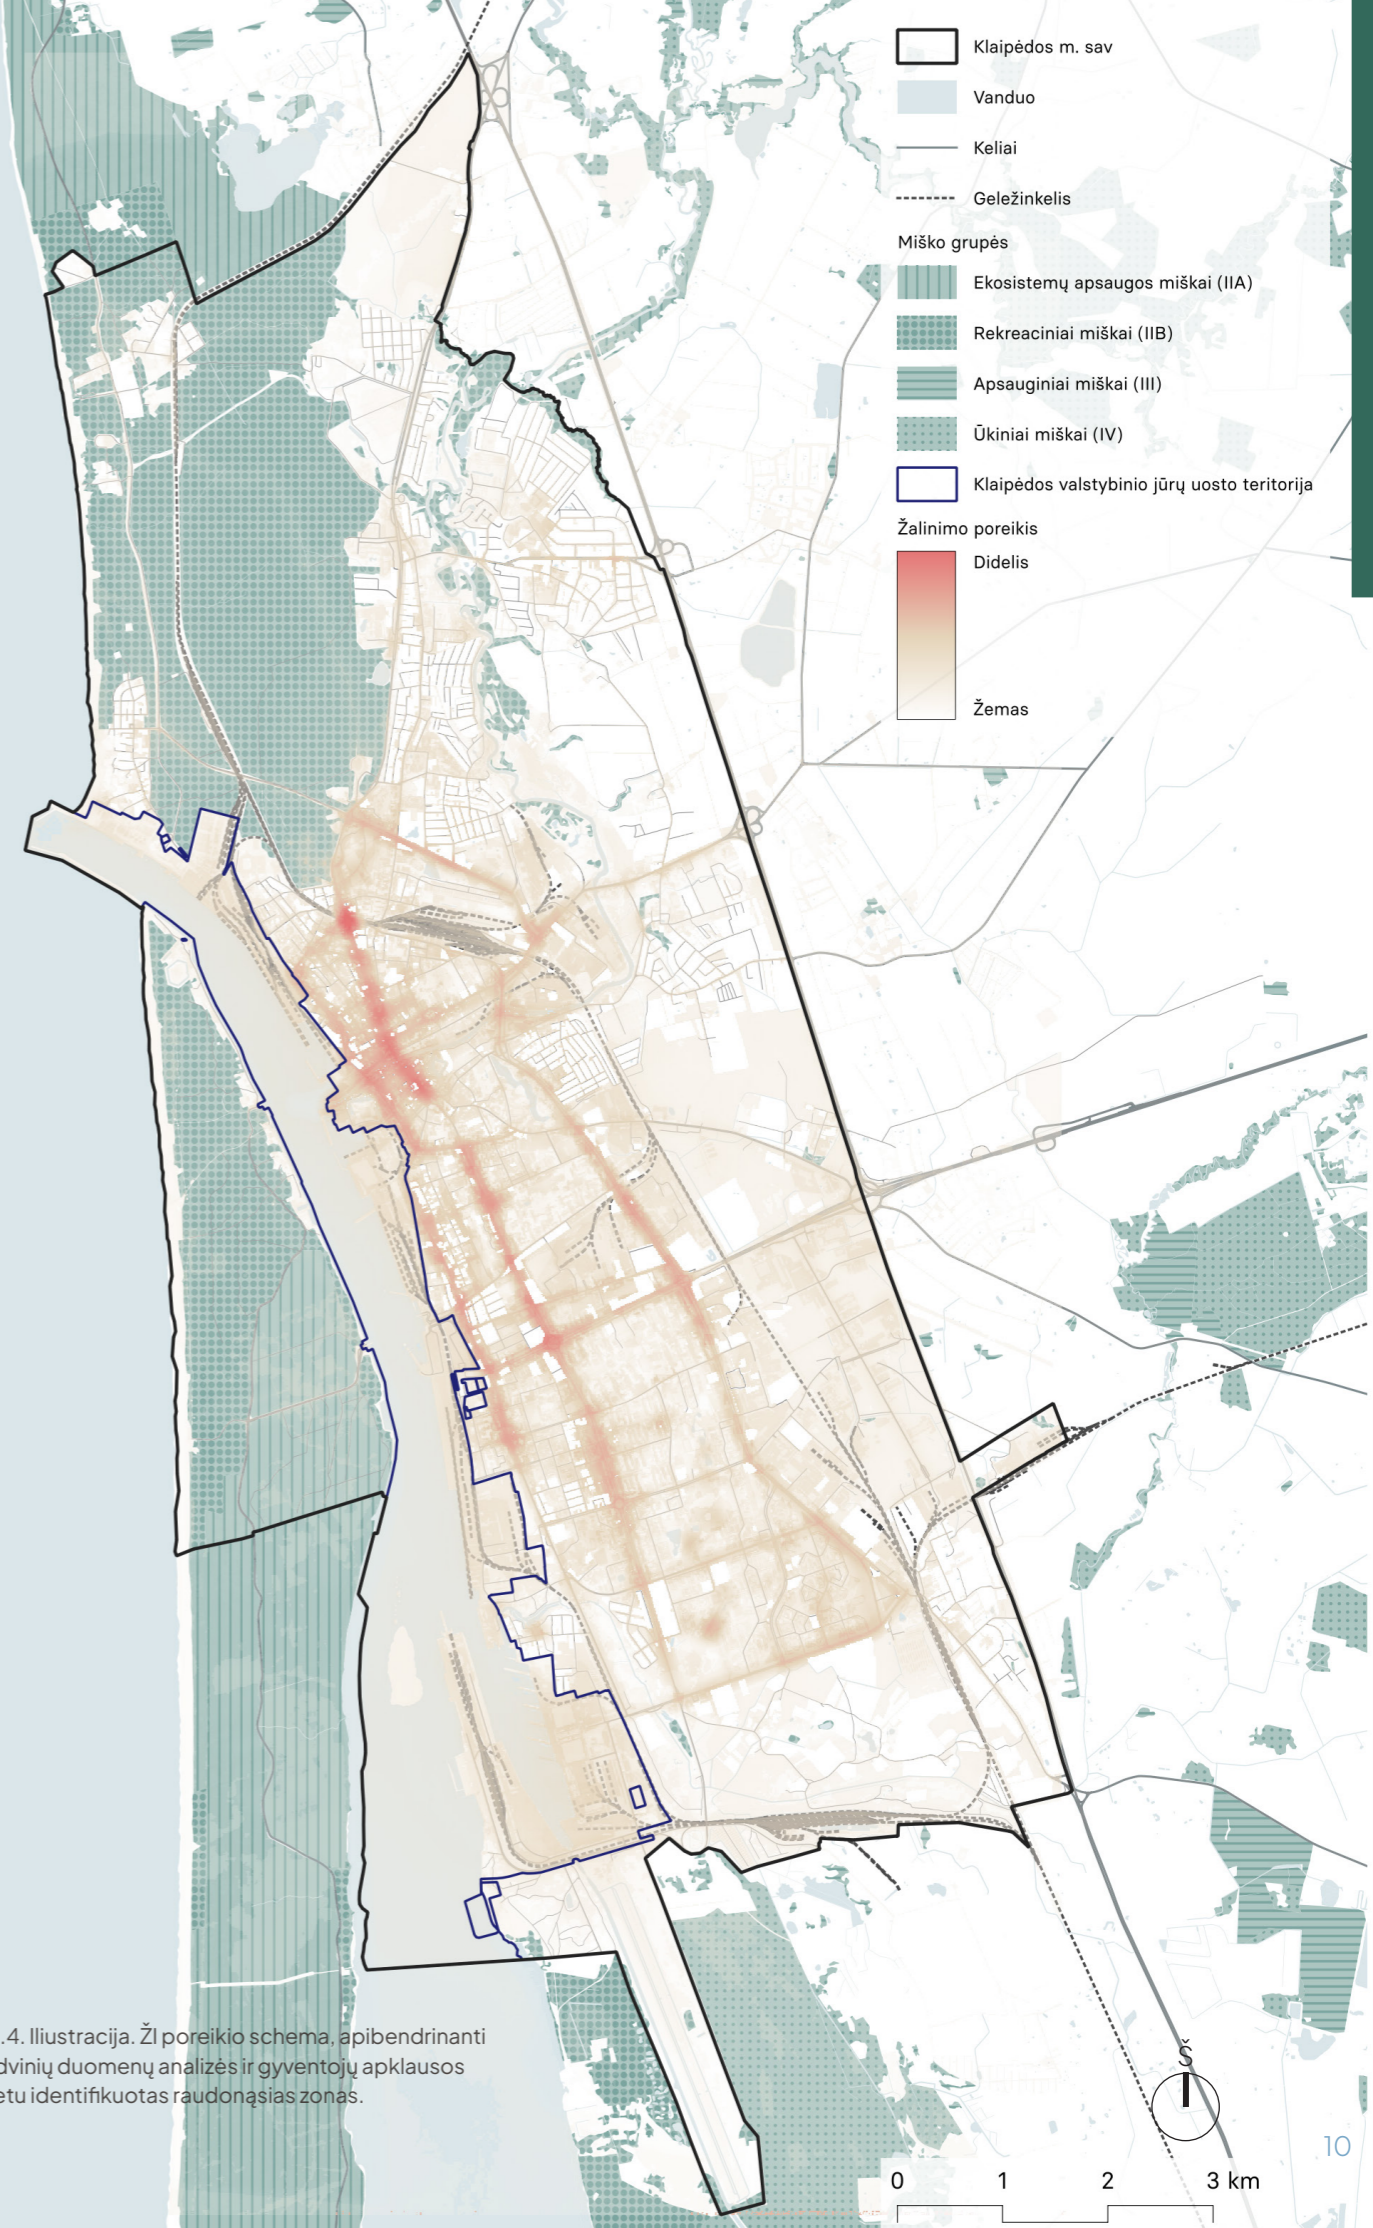 Klaipėdos m. sav
Vanduo
Keliai
Geležinkelis
Miško grupės
Ekosistemų apsaugos miškai (IIA)
Rekreaciniai miškai (IIB)
Apsauginiai miškai (III)
Ūkiniai miškai (IV)
Klaipėdos valstybinio jūrų uosto teritorija
Žalinimo poreikis
Didelis
Žemas
.4. Iliustracija. ŽI poreikio schema, apibendrinanti
dvinių duomenų analizės ir gyventojų apklausos
etu identifikuotas raudonąsias zonas.
Š
10
0 1 2 3 km